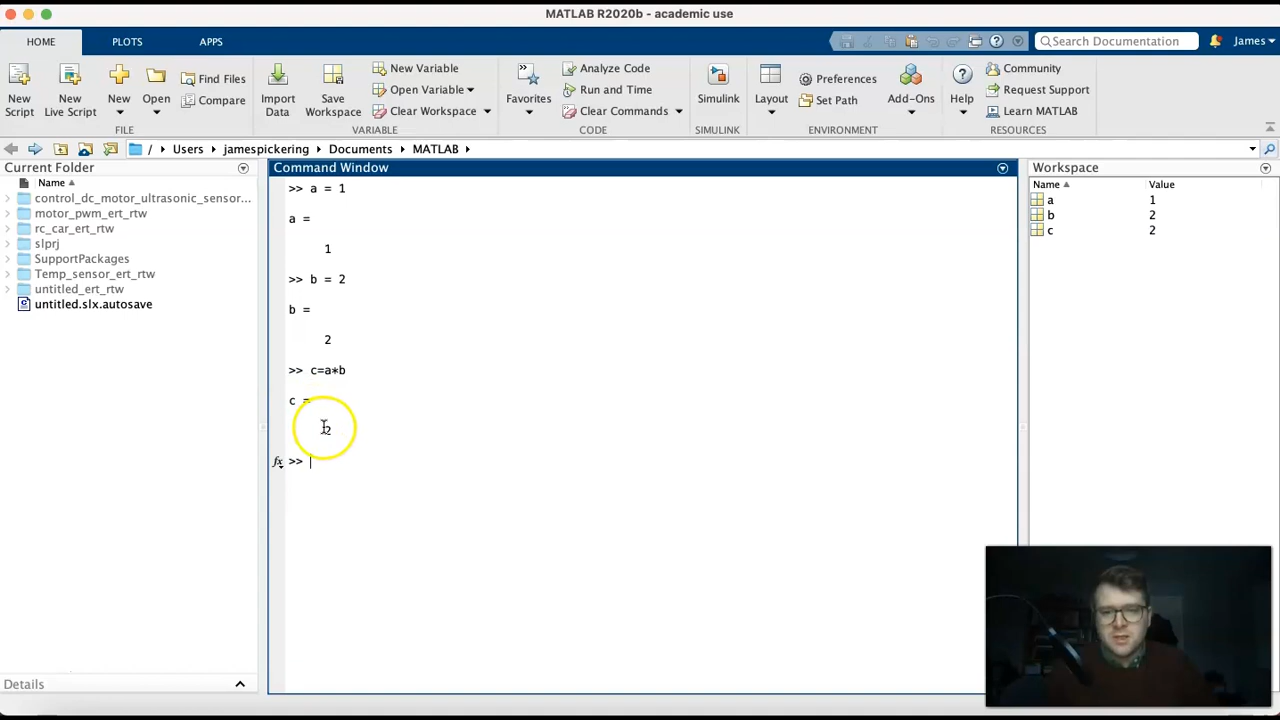 MATLAB R2020b - academic use
HOME PLOTS APPS
Search Documentation James
New Script
New Live Script
New
Open
Find Files
Compare
FILE
Import Data
Save Workspace
New Variable
Open Variable
Clear Workspace
VARIABLE
Favorites
Analyze Code
Run and Time
Clear Commands
CODE
Simulink
SIMULINK
Layout
Preferences
Set Path
Add-Ons
ENVIRONMENT
Help
Community
Request Support
Learn MATLAB
RESOURCES
/ Users jamespickering Documents MATLAB
Current Folder
Name
control_dc_motor_ultrasonic_sensor...
motor_pwm_ert_rtw
rc_car_ert_rtw
slprj
SupportPackages
Temp_sensor_ert_rtw
untitled_ert_rtw
untitled.slx.autosave
Details
Command Window
>> a = 1
a =
1
>> b = 2
b =
2
>> c=a*b
c =
2
fx >>
Workspace
Name Value
a 1
b 2
c 2